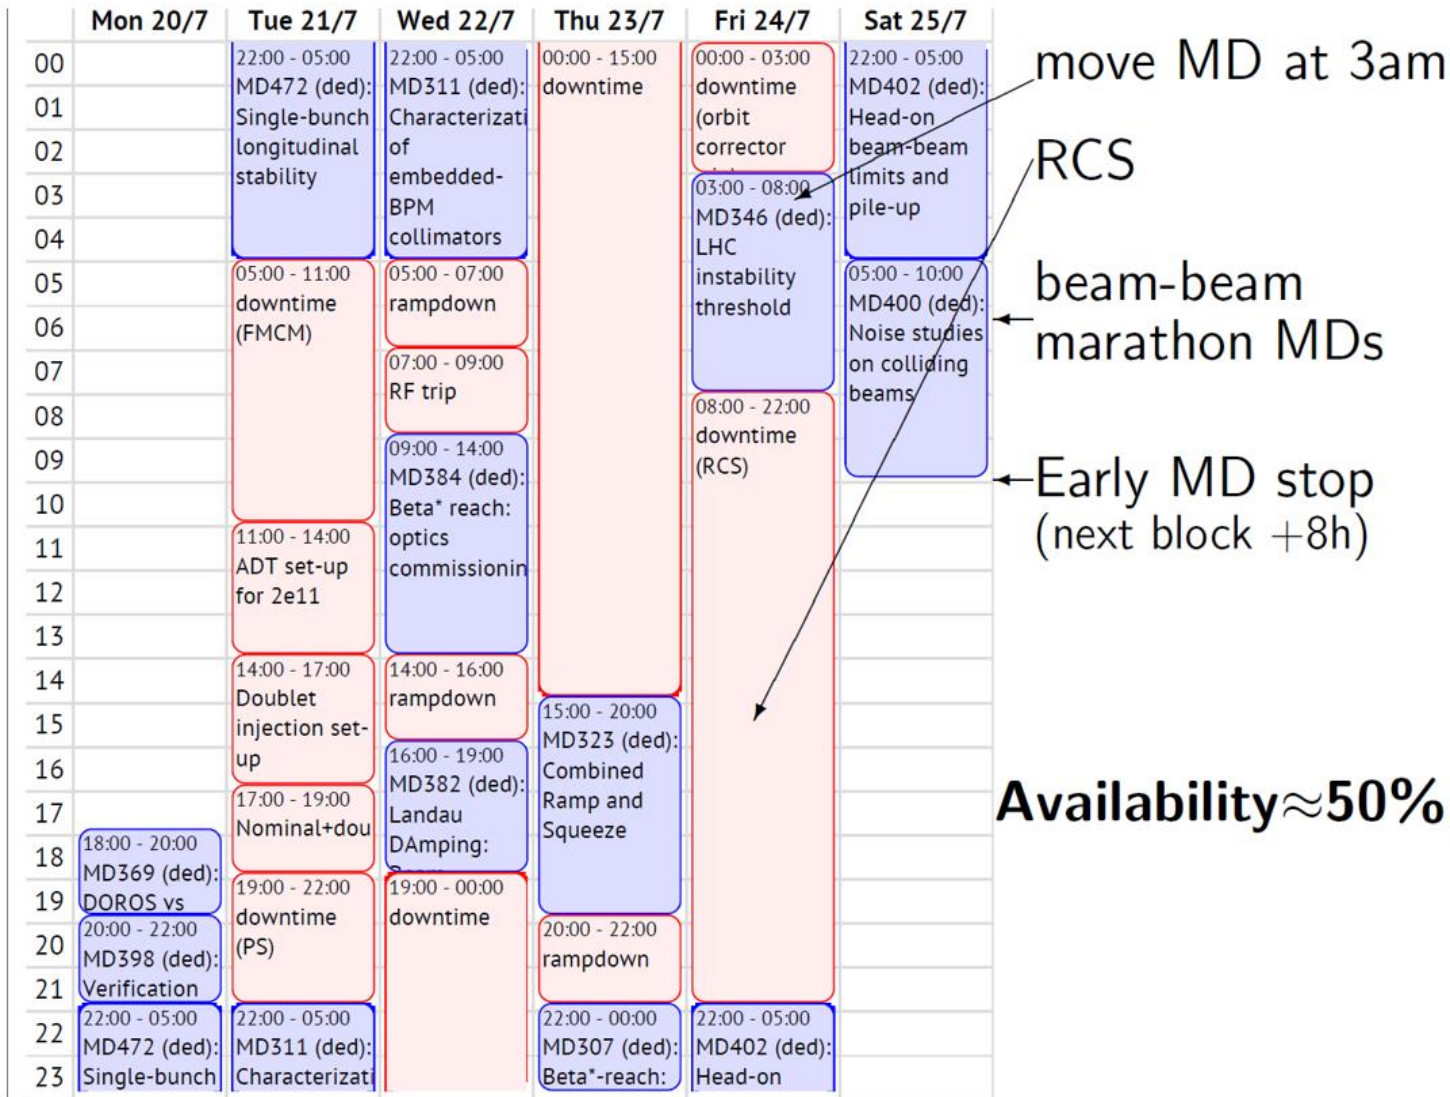 Mon 20/7 Tue 21/7 Wed 22/7 Thu 23/7 Fri 24/7 Sat 25/7
00
01
02
03
04
05
06
07
08
09
10
11
12
13
14
15
16
17
18
19
20
21
22
23
18:00 - 20:00
MD369 (ded):
DOROS vs
20:00 - 22:00
MD398 (ded):
Verification
22:00 - 05:00
MD472 (ded):
Single-bunch
22:00 - 05:00
MD472 (ded):
Single-bunch
longitudinal
stability
05:00 - 11:00
downtime
(FMCM)
11:00 - 14:00
ADT set-up
for 2e11
14:00 - 17:00
Doublet
injection set-
up
17:00 - 19:00
Nominal+dou
19:00 - 22:00
downtime
(PS)
22:00 - 05:00
MD311 (ded):
Characterizati
22:00 - 05:00
MD311 (ded):
Characterizati
of
embedded-
BPM
collimators
05:00 - 07:00
rampdown
07:00 - 09:00
RF trip
09:00 - 14:00
MD384 (ded):
Beta* reach:
optics
commissionin
14:00 - 16:00
rampdown
16:00 - 19:00
MD382 (ded):
Landau
DAmping:
19:00 - 00:00
downtime
00:00 - 15:00
downtime
15:00 - 20:00
MD323 (ded):
Combined
Ramp and
Squeeze
20:00 - 22:00
rampdown
22:00 - 00:00
MD307 (ded):
Beta*-reach:
00:00 - 03:00
downtime
(orbit
corrector
03:00 - 08:00
MD346 (ded):
LHC
instability
threshold
08:00 - 22:00
downtime
(RCS)
22:00 - 05:00
MD402 (ded):
Head-on
22:00 - 05:00
MD402 (ded):
Head-on
beam-beam
limits and
pile-up
05:00 - 10:00
MD400 (ded):
Noise studies
on colliding
beams
move MD at 3am
RCS
beam-beam
marathon MDs
Early MD stop
(next block +8h)
Availability≈50%